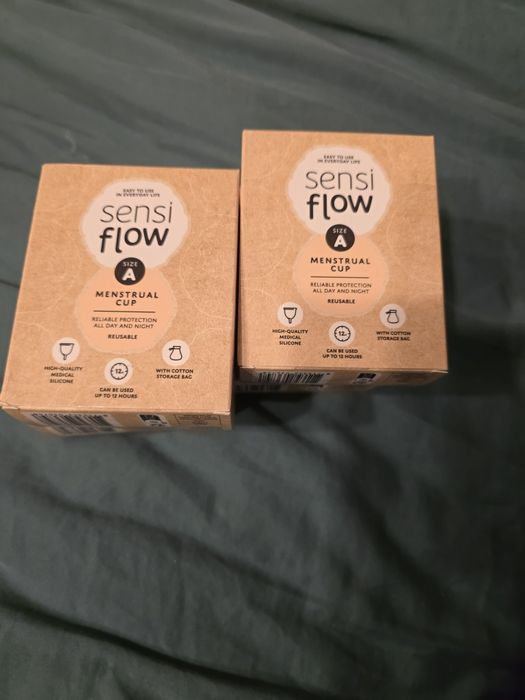 EASY TO USE
IN EVERYDAY LIFE
sensi
flow
SIZE
A
MENSTRUAL
CUP
RELIABLE PROTECTION
ALL DAY AND NIGHT
REUSABLE
HIGH-QUALITY
MEDICAL
SILICONE
12h
CAN BE USED
UP TO 12 HOURS
WITH COTTON
STORAGE BAG
EASY TO USE
IN EVERYDAY LIFE
sensi
flow
SIZE
A
MENSTRUAL
CUP
RELIABLE PROTECTION
ALL DAY AND NIGHT
REUSABLE
HIGH-QUALITY
MEDICAL
SILICONE
12h
CAN BE USED
UP TO 12 HOURS
WITH COTTON
STORAGE BAG